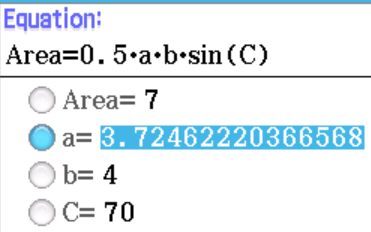 Equation:
Area=0.5·a·b·sin(C)
Area= 7
a= 3.72462220366568
b= 4
C= 70